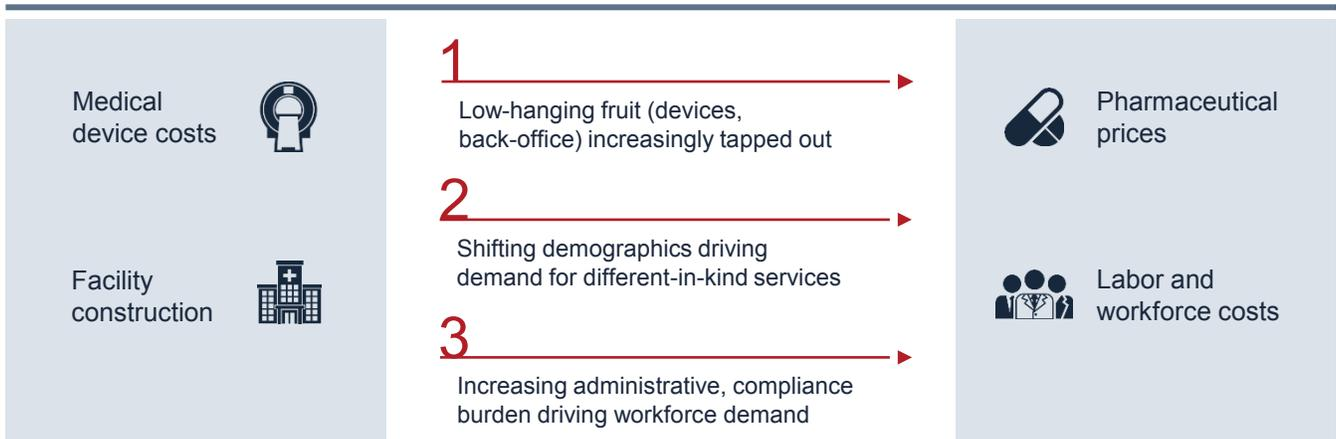 Medical
device costs
Facility
construction
1
Low-hanging fruit (devices,
back-office) increasingly tapped out
2
Shifting demographics driving
demand for different-in-kind services
3
Increasing administrative, compliance
burden driving workforce demand
Pharmaceutical
prices
Labor and
workforce costs